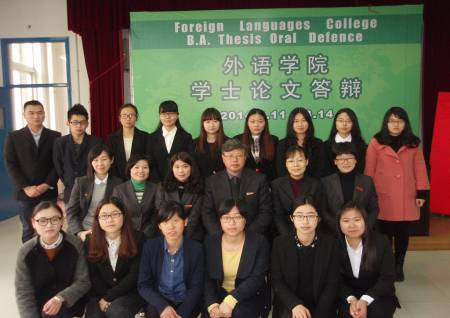 Foreign Languages College
B.A. Thesis Oral Defence
外语学院
学士论文答辩